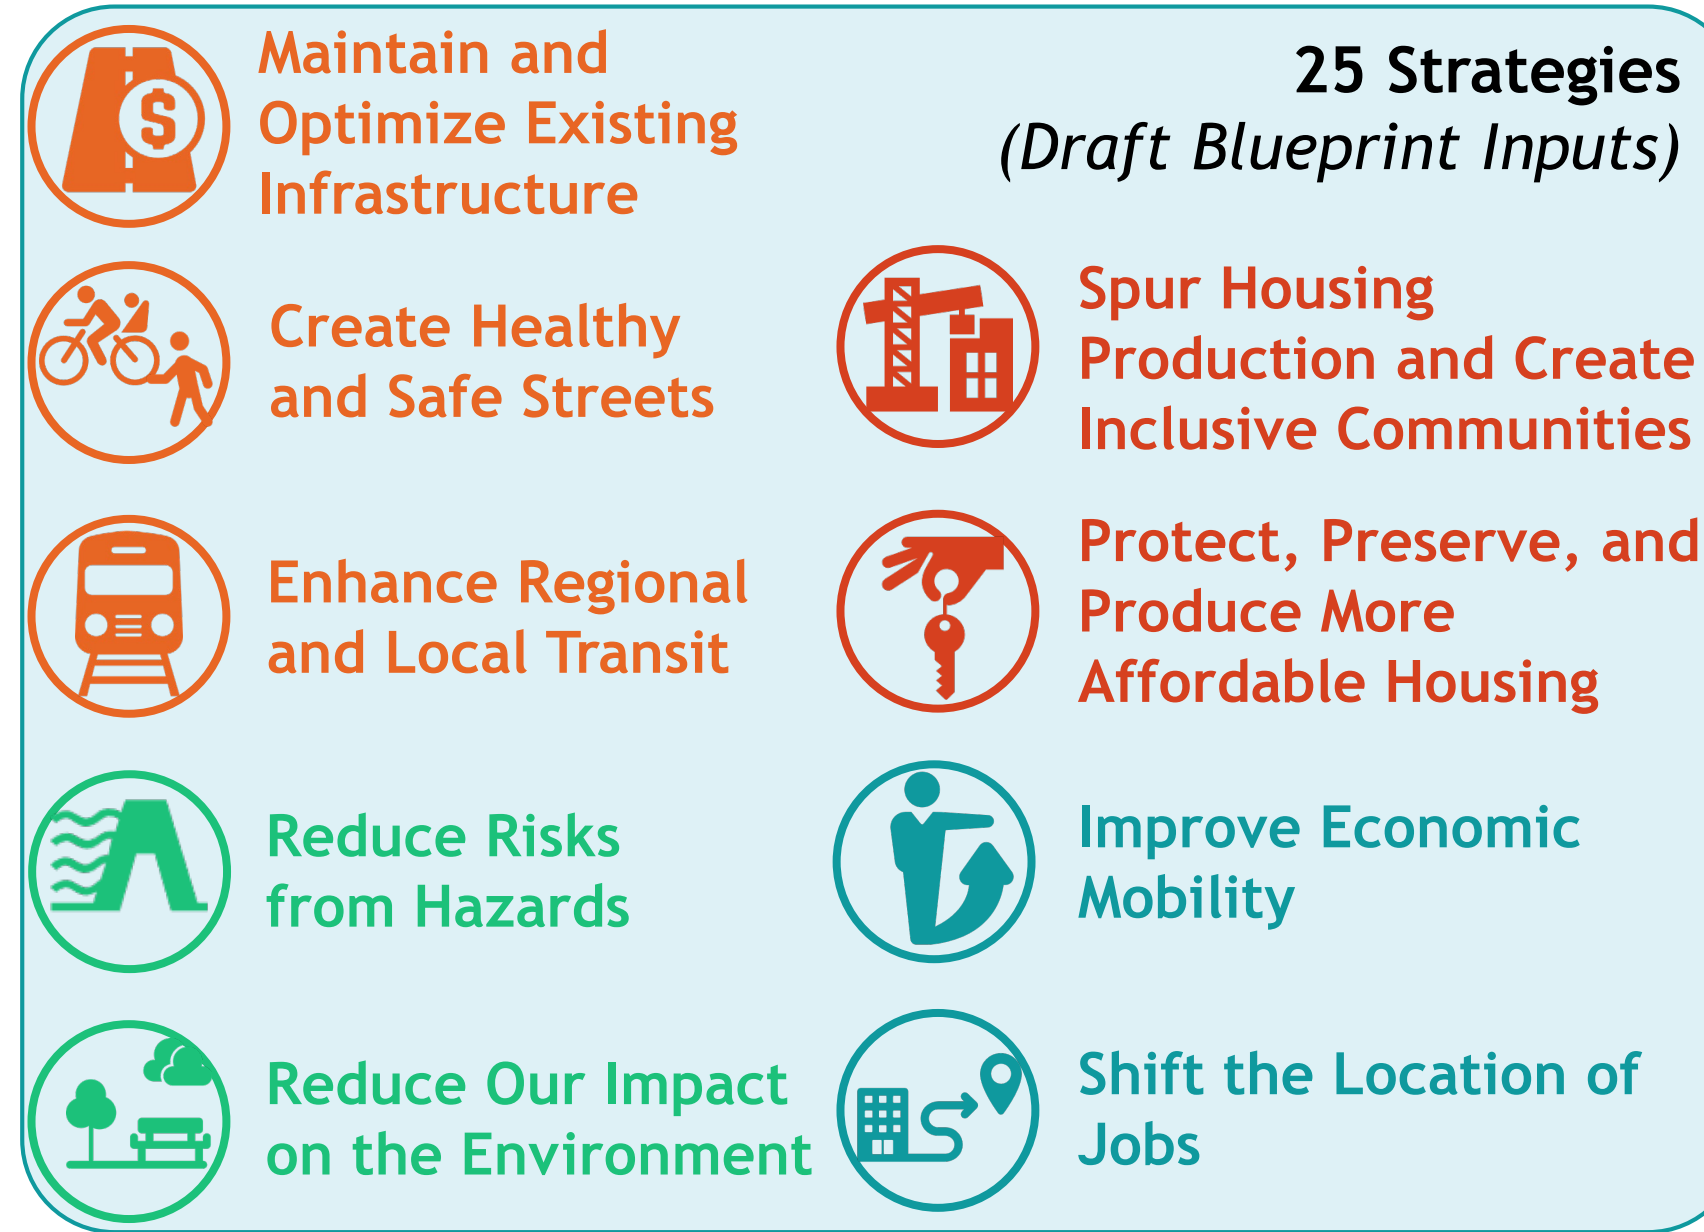 25 Strategies
(Draft Blueprint Inputs)
Maintain and
Optimize Existing
Infrastructure
Create Healthy
and Safe Streets
Enhance Regional
and Local Transit
Reduce Risks
from Hazards
Reduce Our Impact
on the Environment
Spur Housing
Production and Create
Inclusive Communities
Protect, Preserve, and
Produce More
Affordable Housing
Improve Economic
Mobility
Shift the Location of
Jobs
$